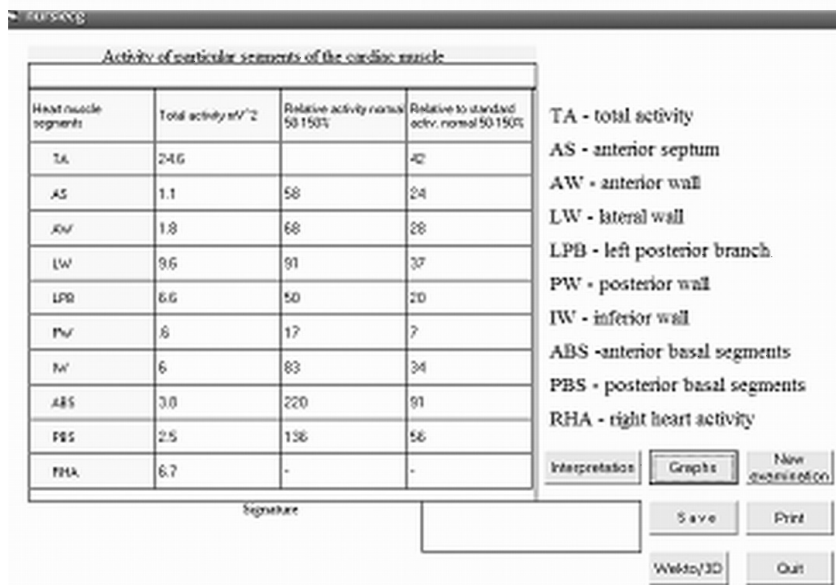 nursecg
Activity of particular segments of the cardiac muscle
Heart muscle segments Total activity mV^2 Relative activity normal 50-150% Relative to standard activ. normal 50-150%
TA 24.6 42
AS 1.1 58 24
AW 1.8 68 28
LW 9.6 91 37
LPB 6.6 50 20
PW .6 17 7
IW 6 83 34
ABS 3.8 220 91
PBS 2.5 136 56
RHA 6.7 - -
Signature
TA - total activity
AS - anterior septum
AW - anterior wall
LW - lateral wall
LPB - left posterior branch
PW - posterior wall
IW - inferior wall
ABS -anterior basal segments
PBS - posterior basal segments
RHA - right heart activity
Interpretation Graphs New examination
Save Print
Wekto/3D Quit